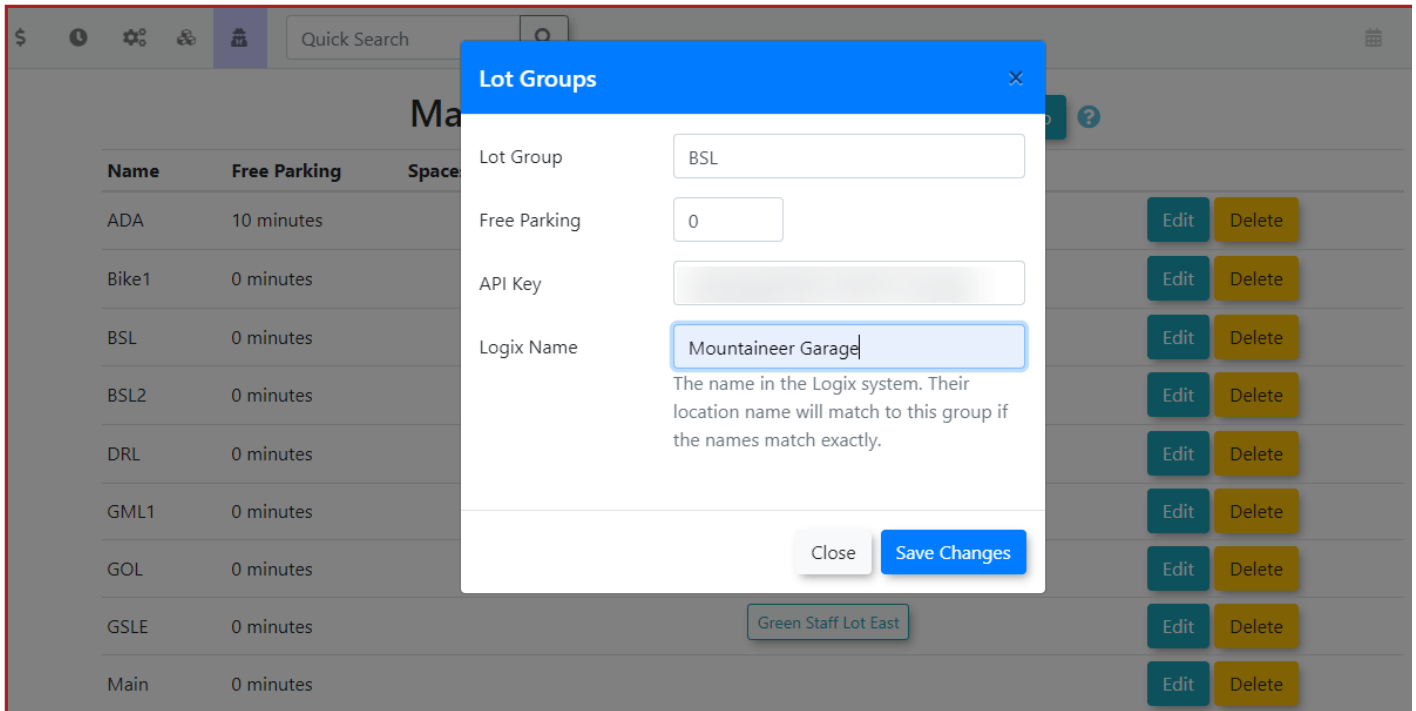 $
Quick Search
Lot Groups ×
Ma
Name Free Parking Space
Lot Group BSL
ADA 10 minutes Edit Delete
Free Parking 0
Bike1 0 minutes Edit Delete
API Key
BSL 0 minutes Edit Delete
Logix Name Mountaineer Garage
The name in the Logix system. Their
location name will match to this group if
the names match exactly.
BSL2 0 minutes Edit Delete
DRL 0 minutes Edit Delete
GML1 0 minutes Edit Delete
GOL 0 minutes Edit Delete
Close Save Changes
GSLE 0 minutes Green Staff Lot East Edit Delete
Main 0 minutes Edit Delete